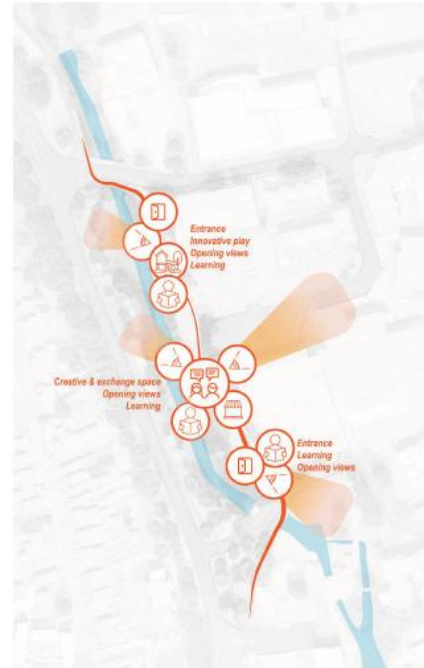 Entrance
Innovative play
Opening views
Learning
Creative & exchange space
Opening views
Learning
Entrance
Learning
Opening views